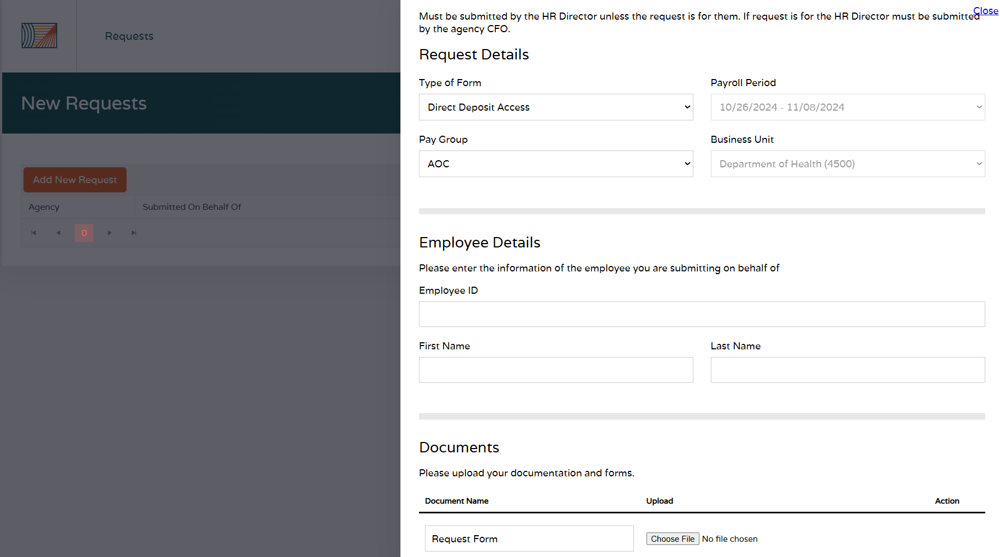 Requests
New Requests
Add New Request
Agency
Submitted On Behalf Of
0
Close
Must be submitted by the HR Director unless the request is for them. If request is for the HR Director must be submitted
by the agency CFO.
Request Details
Type of Form
Payroll Period
Direct Deposit Access
10/26/2024 - 11/08/2024
Pay Group
Business Unit
AOC
Department of Health (4500)
Employee Details
Please enter the information of the employee you are submitting on behalf of
Employee ID
First Name
Last Name
Documents
Please upload your documentation and forms.
Document Name
Upload
Action
Request Form
Choose File No file chosen